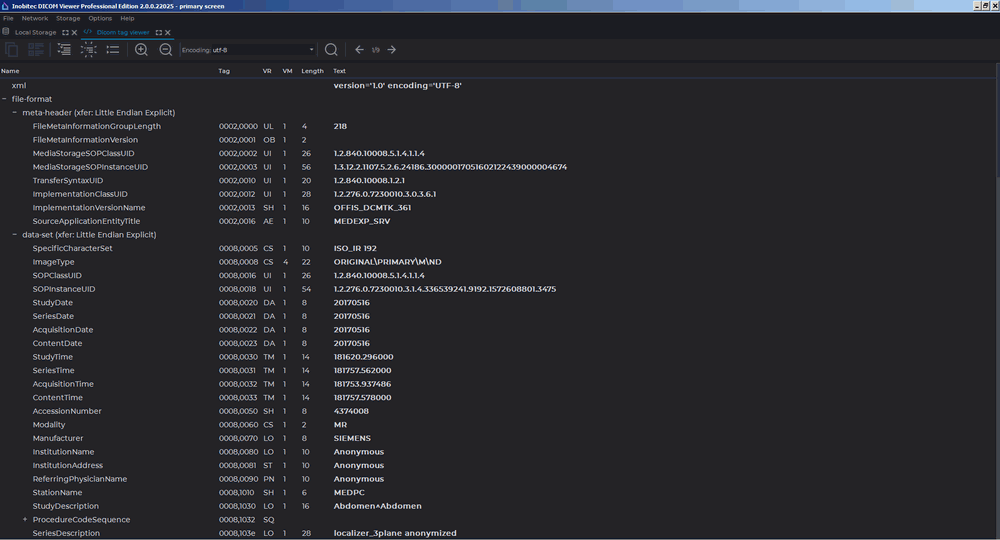 Inobitec DICOM Viewer Professional Edition 2.0.0.22025 - primary screen
File Network Storage Options Help
Local Storage Dicom tag viewer
Encoding: utf-8 1/9
Name Tag VR VM Length Text
xml version='1.0' encoding='UTF-8'
− file-format
− meta-header (xfer: Little Endian Explicit)
FileMetaInformationGroupLength 0002,0000 UL 1 4 218
FileMetaInformationVersion 0002,0001 OB 1 2
MediaStorageSOPClassUID 0002,0002 UI 1 26 1.2.840.10008.5.1.4.1.1.4
MediaStorageSOPInstanceUID 0002,0003 UI 1 56 1.3.12.2.1107.5.2.6.24186.30000017051602122439000004674
TransferSyntaxUID 0002,0010 UI 1 20 1.2.840.10008.1.2.1
ImplementationClassUID 0002,0012 UI 1 28 1.2.276.0.7230010.3.0.3.6.1
ImplementationVersionName 0002,0013 SH 1 16 OFFIS_DCMTK_361
SourceApplicationEntityTitle 0002,0016 AE 1 10 MEDEXP_SRV
− data-set (xfer: Little Endian Explicit)
SpecificCharacterSet 0008,0005 CS 1 10 ISO_IR 192
ImageType 0008,0008 CS 4 22 ORIGINAL\PRIMARY\M\ND
SOPClassUID 0008,0016 UI 1 26 1.2.840.10008.5.1.4.1.1.4
SOPInstanceUID 0008,0018 UI 1 54 1.2.276.0.7230010.3.1.4.336539241.9192.1572608801.3475
StudyDate 0008,0020 DA 1 8 20170516
SeriesDate 0008,0021 DA 1 8 20170516
AcquisitionDate 0008,0022 DA 1 8 20170516
ContentDate 0008,0023 DA 1 8 20170516
StudyTime 0008,0030 TM 1 14 181620.296000
SeriesTime 0008,0031 TM 1 14 181757.562000
AcquisitionTime 0008,0032 TM 1 14 181753.937486
ContentTime 0008,0033 TM 1 14 181757.578000
AccessionNumber 0008,0050 SH 1 8 4374008
Modality 0008,0060 CS 1 2 MR
Manufacturer 0008,0070 LO 1 8 SIEMENS
InstitutionName 0008,0080 LO 1 10 Anonymous
InstitutionAddress 0008,0081 ST 1 10 Anonymous
ReferringPhysicianName 0008,0090 PN 1 10 Anonymous
StationName 0008,1010 SH 1 6 MEDPC
StudyDescription 0008,1030 LO 1 16 Abdomen^Abdomen
+ ProcedureCodeSequence 0008,1032 SQ
SeriesDescription 0008,103e LO 1 28 localizer_3plane anonymized